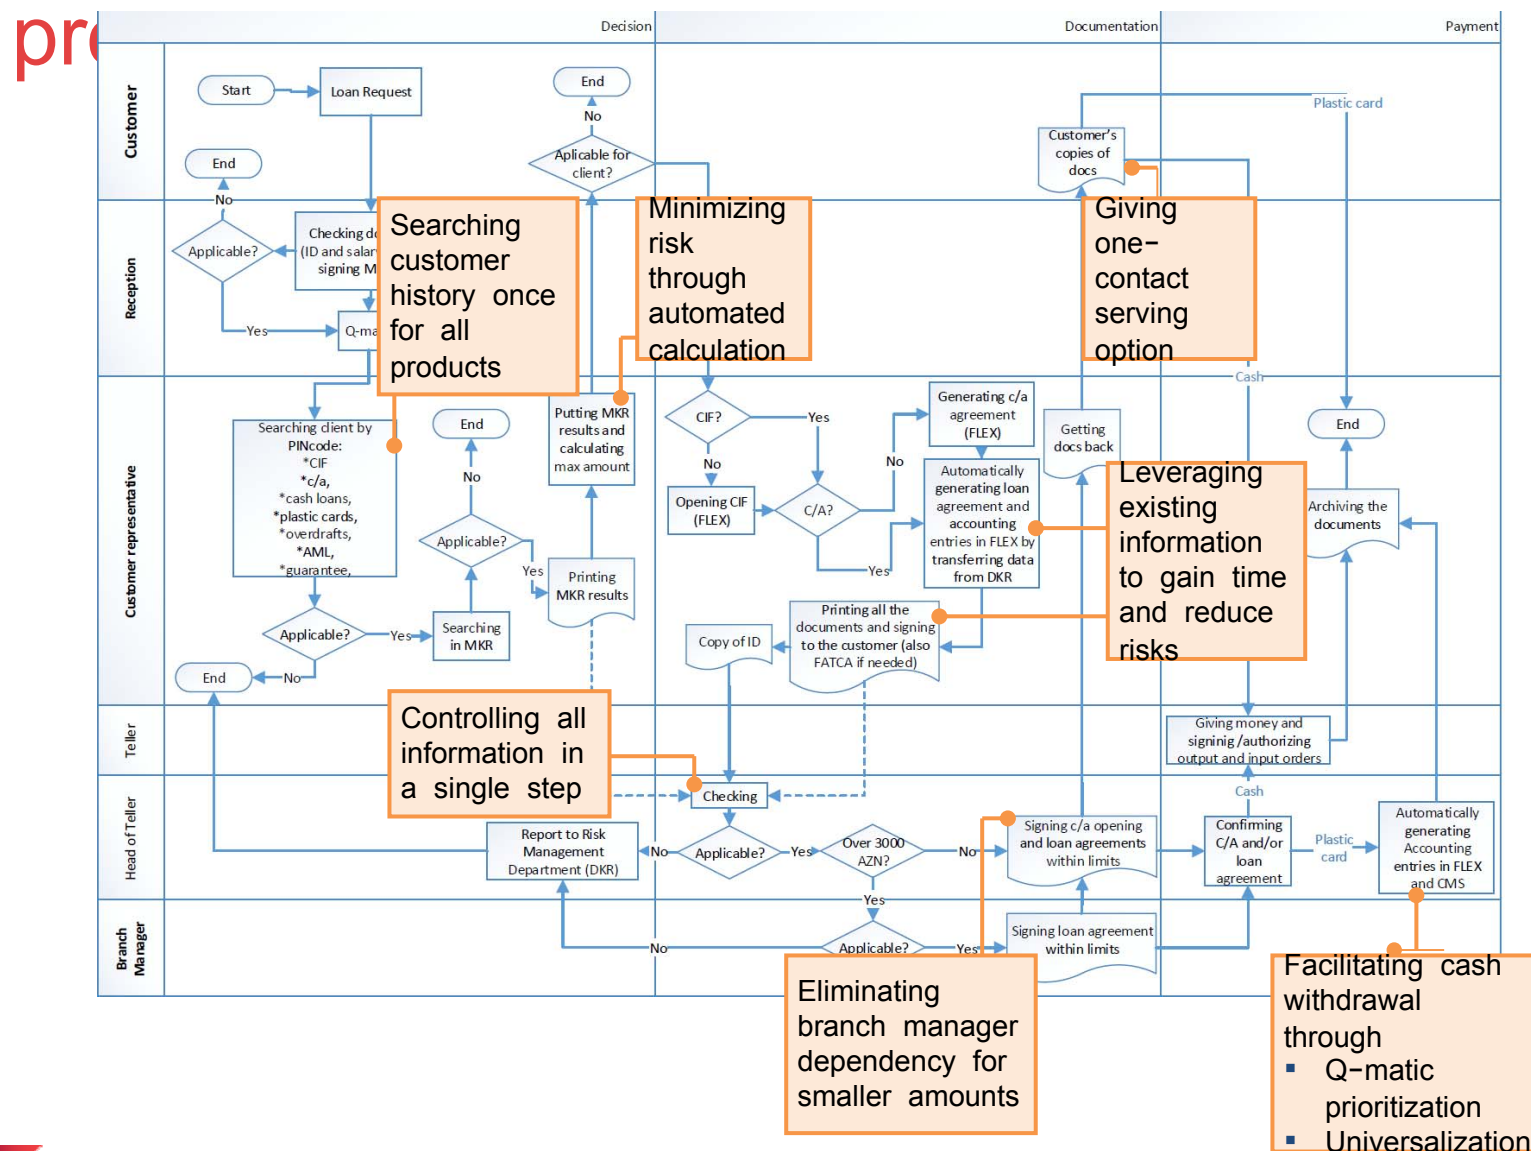 Decision
Documentation
Payment
Customer
Start
Loan Request
End
No
Aplicable for
client?
End
No
Plastic card
Customer's
copies of
docs
Reception
Applicable?
(ID and salar
signing M
Yes
Searching
customer
history once
for all
products
Minimizing
risk
through
automated
calculation
Giving
one-
contact
serving
option
Cash
Customer representative
Searching client by
PINcode:
*CIF
*c/a,
*cash loans,
*plastic cards,
*overdrafts,
*AML,
*guarantee,
Applicable?
Yes
No
End
Searching
in MKR
Applicable?
No
End
Yes
Printing
MKR results
Putting MKR
results and
calculating
max amount
CIF?
Yes
No
Opening CIF
(FLEX)
C/A?
No
Yes
Generating c/a
agreement
(FLEX)
Automatically
generating loan
agreement and
accounting
entries in FLEX by
transferring data
from DKR
Printing all the
documents and signing
to the customer (also
FATCA if needed)
Copy of ID
Getting
docs back
Leveraging
existing
information
to gain time
and reduce
risks
End
Archiving the
documents
Teller
Controlling all
information in
a single step
Giving money and
signinig /authorizing
output and input orders
Cash
Head of Teller
Checking
Report to Risk
Management
Department (DKR)
No
Applicable?
Yes
Over 3000
AZN?
No
Yes
Signing c/a opening
and loan agreements
within limits
Confirming
C/A and/or
loan
agreement
Plastic
card
Automatically
generating
Accounting
entries in FLEX
and CMS
Branch
Manager
No
Applicable?
Yes
Signing loan agreement
within limits
Eliminating
branch manager
dependency for
smaller amounts
Facilitating cash
withdrawal
through
▪ Q-matic
prioritization
▪ Universalization